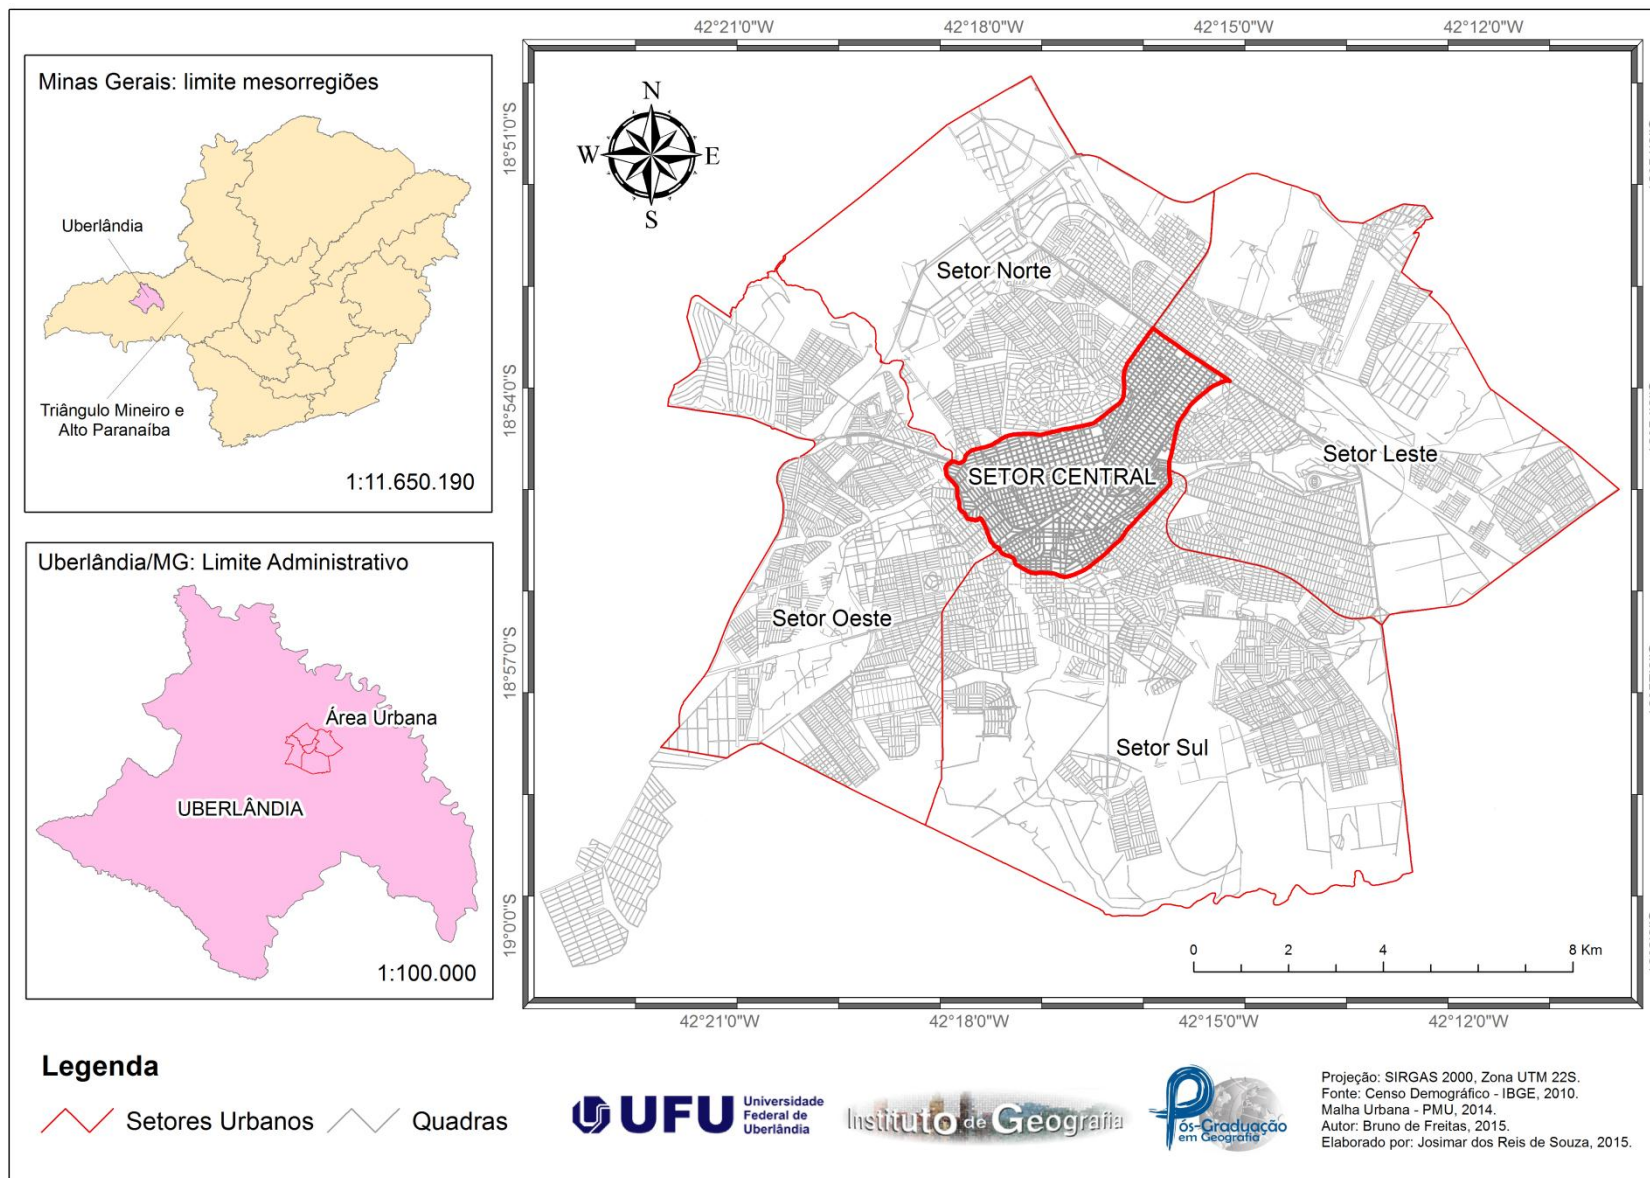 Minas Gerais: limite mesorregiões
Uberlândia
Triângulo Mineiro e
Alto Paranaíba
1:11.650.190
Uberlândia/MG: Limite Administrativo
Área Urbana
UBERLÂNDIA
1:100.000
42°21'0"W
42°18'0"W
42°15'0"W
42°12'0"W
18°51'0"S
18°54'0"S
18°57'0"S
19°0'0"S
N
W
E
S
Setor Norte
Setor Leste
SETOR CENTRAL
Setor Oeste
Setor Sul
0 2 4 8 Km
42°21'0"W
42°18'0"W
42°15'0"W
42°12'0"W
Legenda
Setores Urbanos
Quadras
UFU
Universidade
Federal de
Uberlândia
Instituto de Geografia
Pós-Graduação
em Geografia
Projeção: SIRGAS 2000, Zona UTM 22S.
Fonte: Censo Demográfico - IBGE, 2010.
Malha Urbana - PMU, 2014.
Autor: Bruno de Freitas, 2015.
Elaborado por: Josimar dos Reis de Souza, 2015.